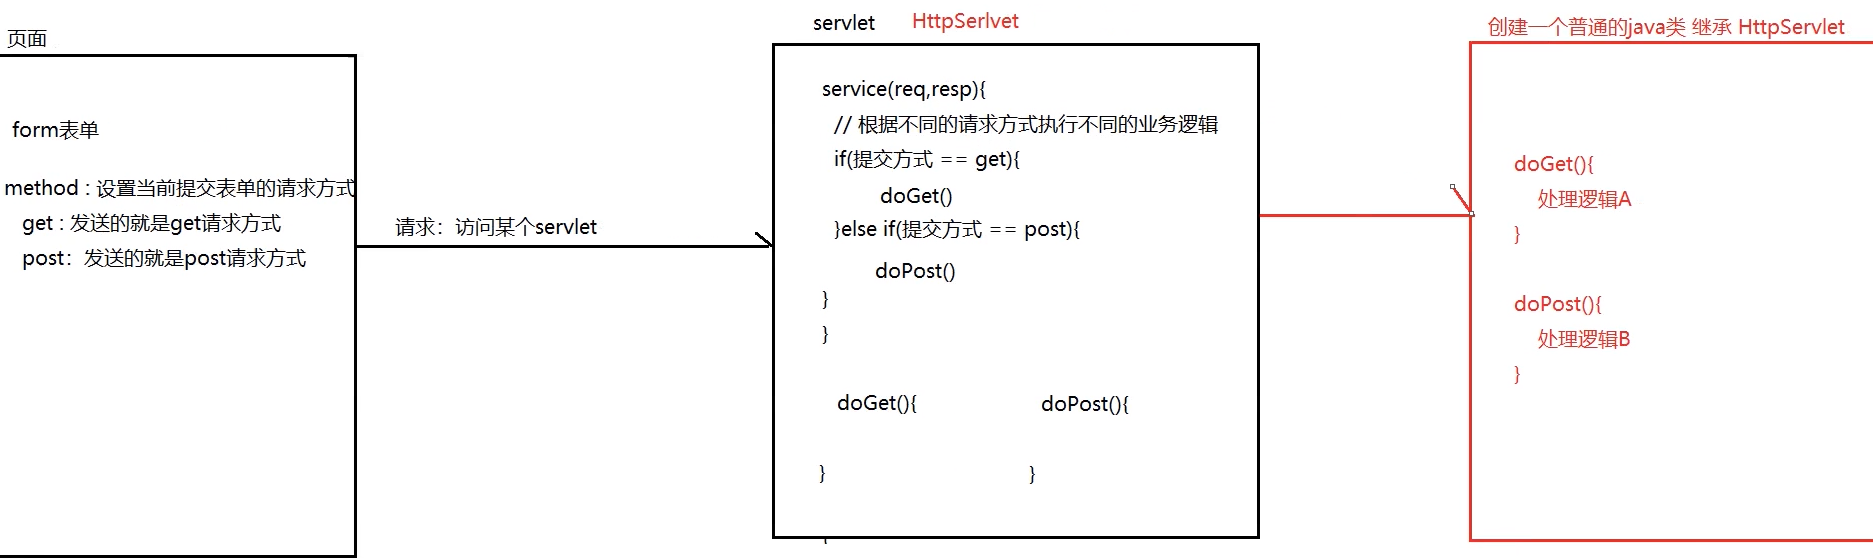 页面
form表单
method : 设置当前提交表单的请求方式
get : 发送的就是get请求方式
post：发送的就是post请求方式
请求：访问某个servlet
servlet HttpSerlvet
service(req,resp){
// 根据不同的请求方式执行不同的业务逻辑
if(提交方式 == get){
doGet()
}else if(提交方式 == post){
doPost()
}
}
doGet(){ doPost(){
} }
创建一个普通的java类 继承 HttpServlet
doGet(){
处理逻辑A
}
doPost(){
处理逻辑B
}